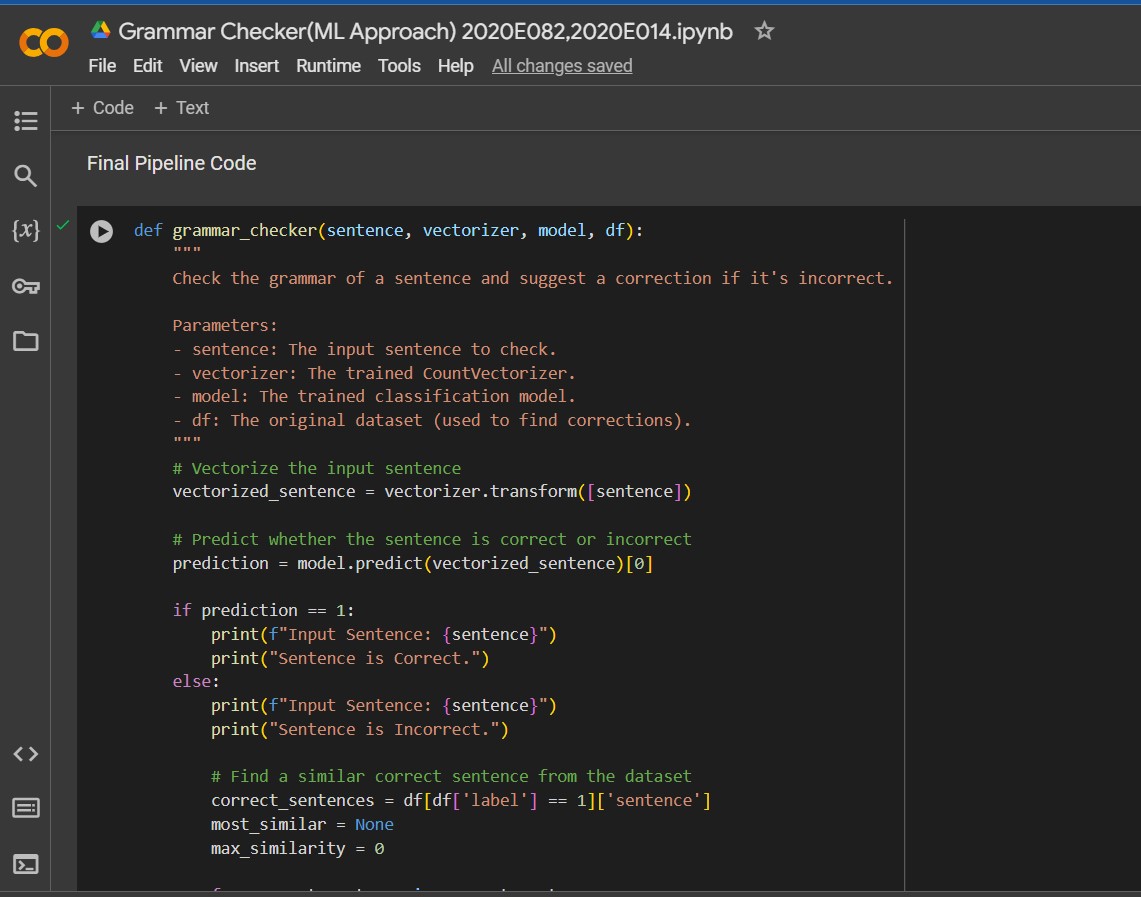 Grammar Checker(ML Approach) 2020E082,2020E014.ipynb
File Edit View Insert Runtime Tools Help All changes saved
+ Code + Text
Final Pipeline Code
{x}
def grammar_checker(sentence, vectorizer, model, df):
"""
Check the grammar of a sentence and suggest a correction if it's incorrect.
Parameters:
- sentence: The input sentence to check.
- vectorizer: The trained CountVectorizer.
- model: The trained classification model.
- df: The original dataset (used to find corrections).
"""
# Vectorize the input sentence
vectorized_sentence = vectorizer.transform([sentence])
# Predict whether the sentence is correct or incorrect
prediction = model.predict(vectorized_sentence)[0]
if prediction == 1:
print(f"Input Sentence: {sentence}")
print("Sentence is Correct.")
else:
print(f"Input Sentence: {sentence}")
print("Sentence is Incorrect.")
# Find a similar correct sentence from the dataset
correct_sentences = df[df['label'] == 1]['sentence']
most_similar = None
max_similarity = 0